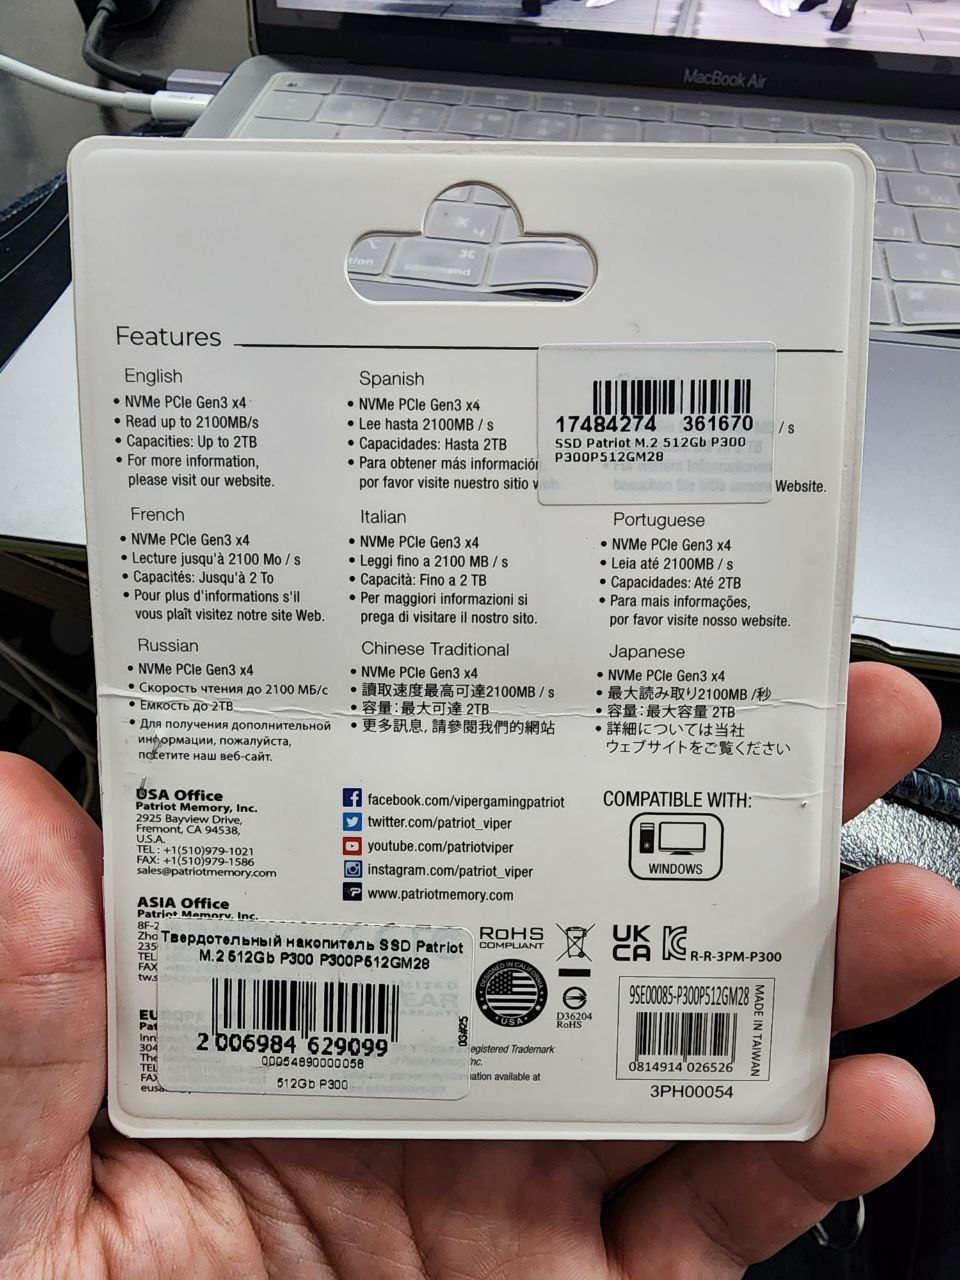 MacBook Air
command
Features
English
• NVMe PCIe Gen3 x4
• Read up to 2100MB/s
• Capacities: Up to 2TB
• For more information,
please visit our website.
Spanish
• NVMe PCIe Gen3 x4
• Lee hasta 2100MB / s
• Capacidades: Hasta 2TB
• Para obtener más información
por favor visite nuestro sitio web.
17484274 361670
SSD Patriot M.2 512Gb P300
P300P512GM28
/ s
Website.
French
• NVMe PCIe Gen3 x4
• Lecture jusqu'à 2100 Mo / s
• Capacités: Jusqu'à 2 To
• Pour plus d'informations s'il
vous plaît visitez notre site Web.
Italian
• NVMe PCIe Gen3 x4
• Leggi fino a 2100 MB / s
• Capacità: Fino a 2 TB
• Per maggiori informazioni si
prega di visitare il nostro sito.
Portuguese
• NVMe PCIe Gen3 x4
• Leia até 2100MB / s
• Capacidades: Até 2TB
• Para mais informações,
por favor visite nosso website.
Russian
• NVMe PCIe Gen3 x4
• Скорость чтения до 2100 МБ/с
• Емкость до 2TB
• Для получения дополнительной
информации, пожалуйста,
посетите наш веб-сайт.
Chinese Traditional
• NVMe PCIe Gen3 x4
• 讀取速度最高可達2100MB / s
• 容量：最大可達 2TB
• 更多訊息, 請參閱我們的網站
Japanese
• NVMe PCIe Gen3 x4
• 最大読み取り2100MB /秒
• 容量：最大容量 2TB
• 詳細については当社
ウェブサイトをご覧ください
USA Office
Patriot Memory, Inc.
2925 Bayview Drive,
Fremont, CA 94538,
U.S.A.
TEL : +1(510)979-1021
FAX: +1(510)979-1586
sales@patriotmemory.com
facebook.com/vipergamingpatriot
twitter.com/patriot_viper
youtube.com/patriotviper
instagram.com/patriot_viper
www.patriotmemory.com
COMPATIBLE WITH:
WINDOWS
ASIA Office
Patriot Memory, Inc.
Твердотельный накопитель SSD Patriot
M.2 512Gb P300 P300P512GM28
2 006984 629099
00054890000058
512Gb P300
RoHS
COMPLIANT
DESIGNED IN CALIFORNIA
USA
D36204
RoHS
UK
CA
R-R-3PM-P300
9SE00085-P300P512GM28
0814914 026526
MADE IN TAIWAN
3PH00054
egistered Trademark
nc.
ation available at